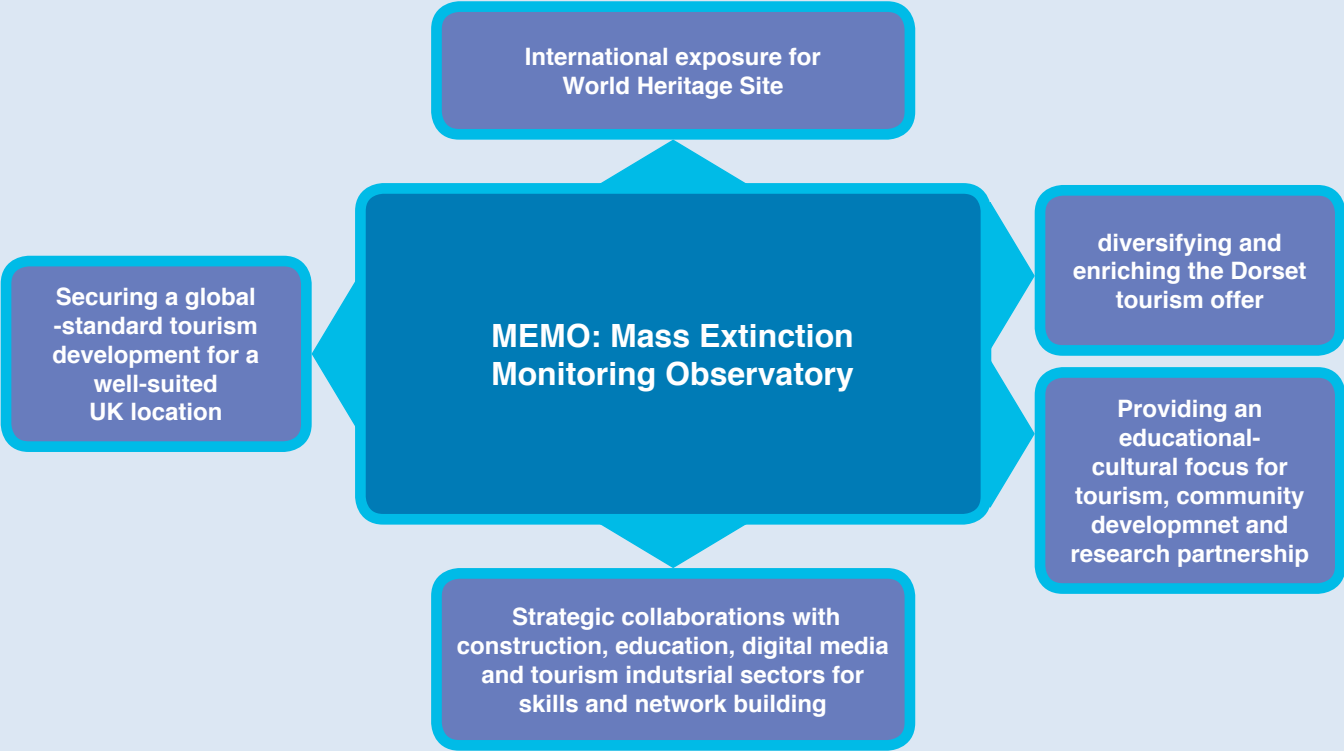 International exposure for
World Heritage Site
MEMO: Mass Extinction
Monitoring Observatory
Securing a global
-standard tourism
development for a
well-suited
UK location
diversifying and
enriching the Dorset
tourism offer
Providing an
educational-
cultural focus for
tourism, community
developmnet and
research partnership
Strategic collaborations with
construction, education, digital media
and tourism indutsrial sectors for
skills and network building